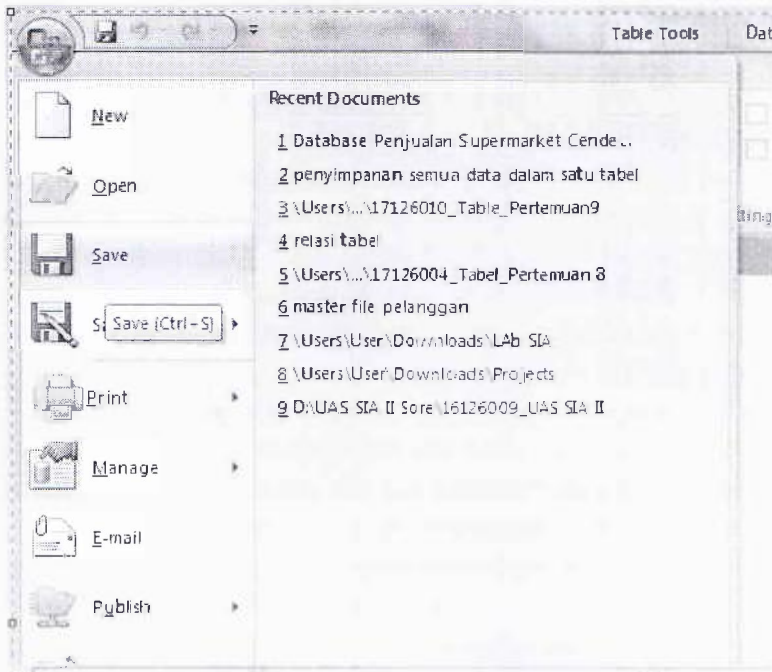 Table Tools Dat
New
Open
Save
S
Save (Ctrl+S)
Print
Manage
E-mail
Publish
Recent Documents
1 Database Penjualan Supermarket Cende...
2 penyimpanan semua data dalam satu tabel
3 \Users\...\17126010_Table_Pertemuan9
4 relasi tabel
5 \Users\...\17126004_Tabel_Pertemuan 8
6 master file pelanggan
7 \Users\User\Downloads\LAb SIA
8 \Users\User\Downloads\Projects
9 D:\UAS SIA II Sore\16126009_UAS SIA II
ting